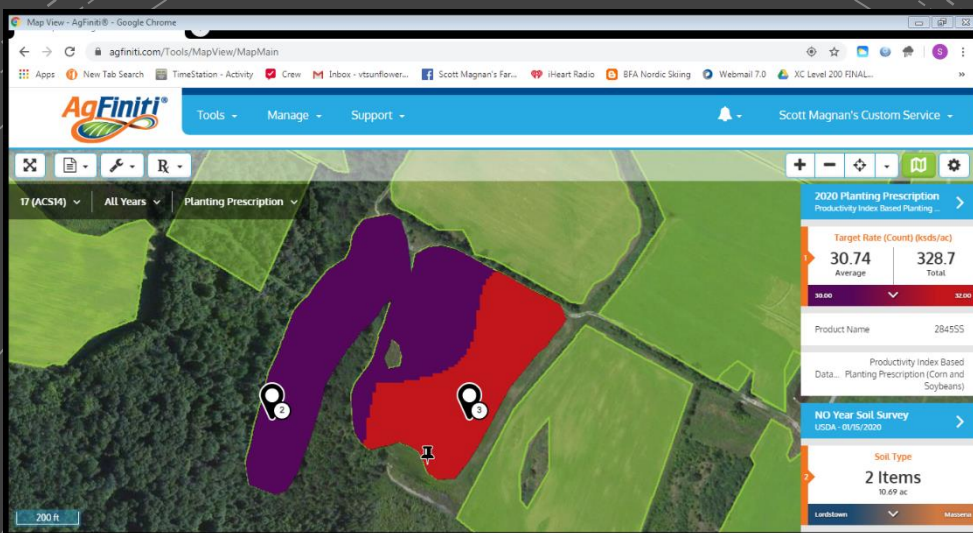 Map View - AgFiniti® - Google Chrome
agfiniti.com/Tools/MapView/MapMain
Apps New Tab Search TimeStation - Activity Crew Inbox - vtsunflower... Scott Magnan's Far... iHeart Radio BFA Nordic Skiing Webmail 7.0 XC Level 200 FINAL... »
S
AgFiniti® Tools Manage Support Scott Magnan's Custom Service
Rx
17 (ACS14) All Years Planting Prescription
2
3
200 ft
2020 Planting Prescription
Productivity Index Based Planting ...
Target Rate (Count) (ksds/ac)
1
30.74 328.7
Average Total
30.00 32.00
Product Name 2845SS
Productivity Index Based
Data... Planting Prescription (Corn and
Soybeans)
NO Year Soil Survey
USDA - 01/15/2020
Soil Type
2
2 Items
10.69 ac
Lordstown Massena